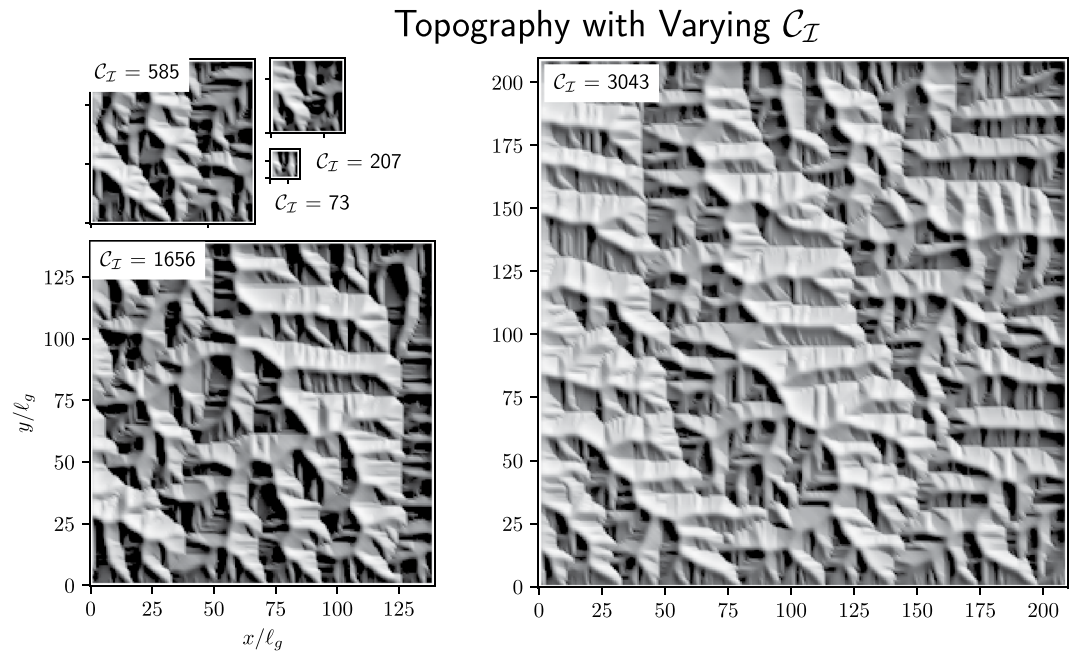 Topography with Varying 𝒞_ℐ
𝒞_ℐ = 585
𝒞_ℐ = 207
𝒞_ℐ = 73
𝒞_ℐ = 1656
125
100
75
50
25
0
y/ℓ_g
0 25 50 75 100 125
x/ℓ_g
𝒞_ℐ = 3043
200
175
150
125
100
75
50
25
0
0 25 50 75 100 125 150 175 200